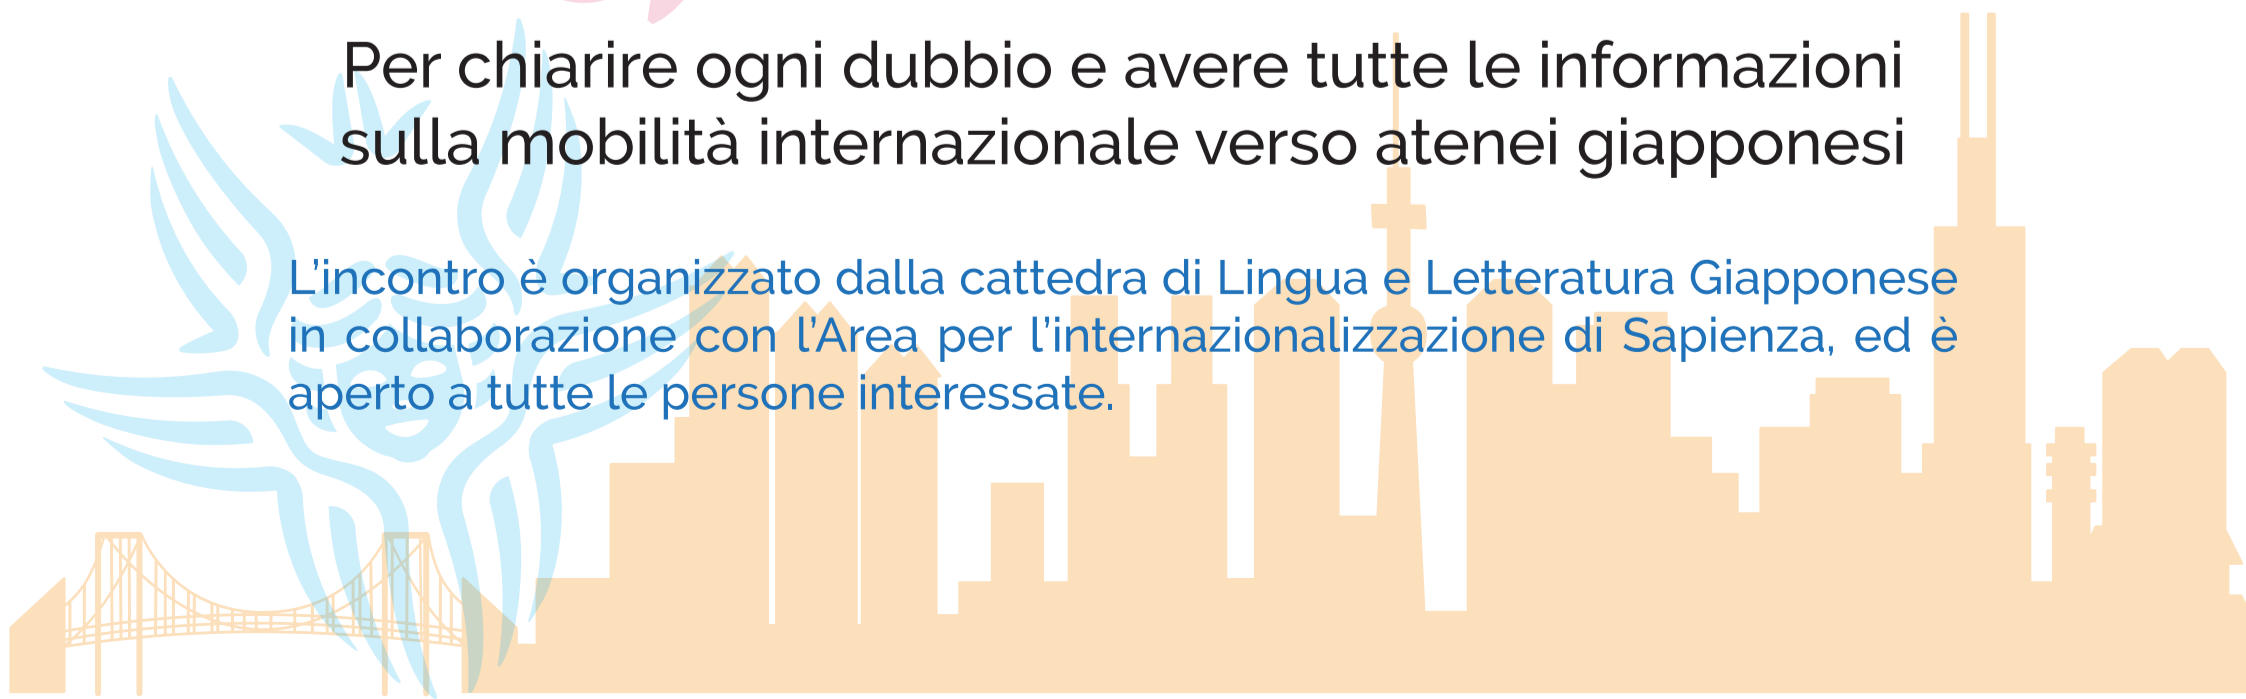 Per chiarire ogni dubbio e avere tutte le informazioni
sulla mobilità internazionale verso atenei giapponesi
L’incontro è organizzato dalla cattedra di Lingua e Letteratura Giapponese
in collaborazione con l’Area per l’internazionalizzazione di Sapienza, ed è
aperto a tutte le persone interessate.